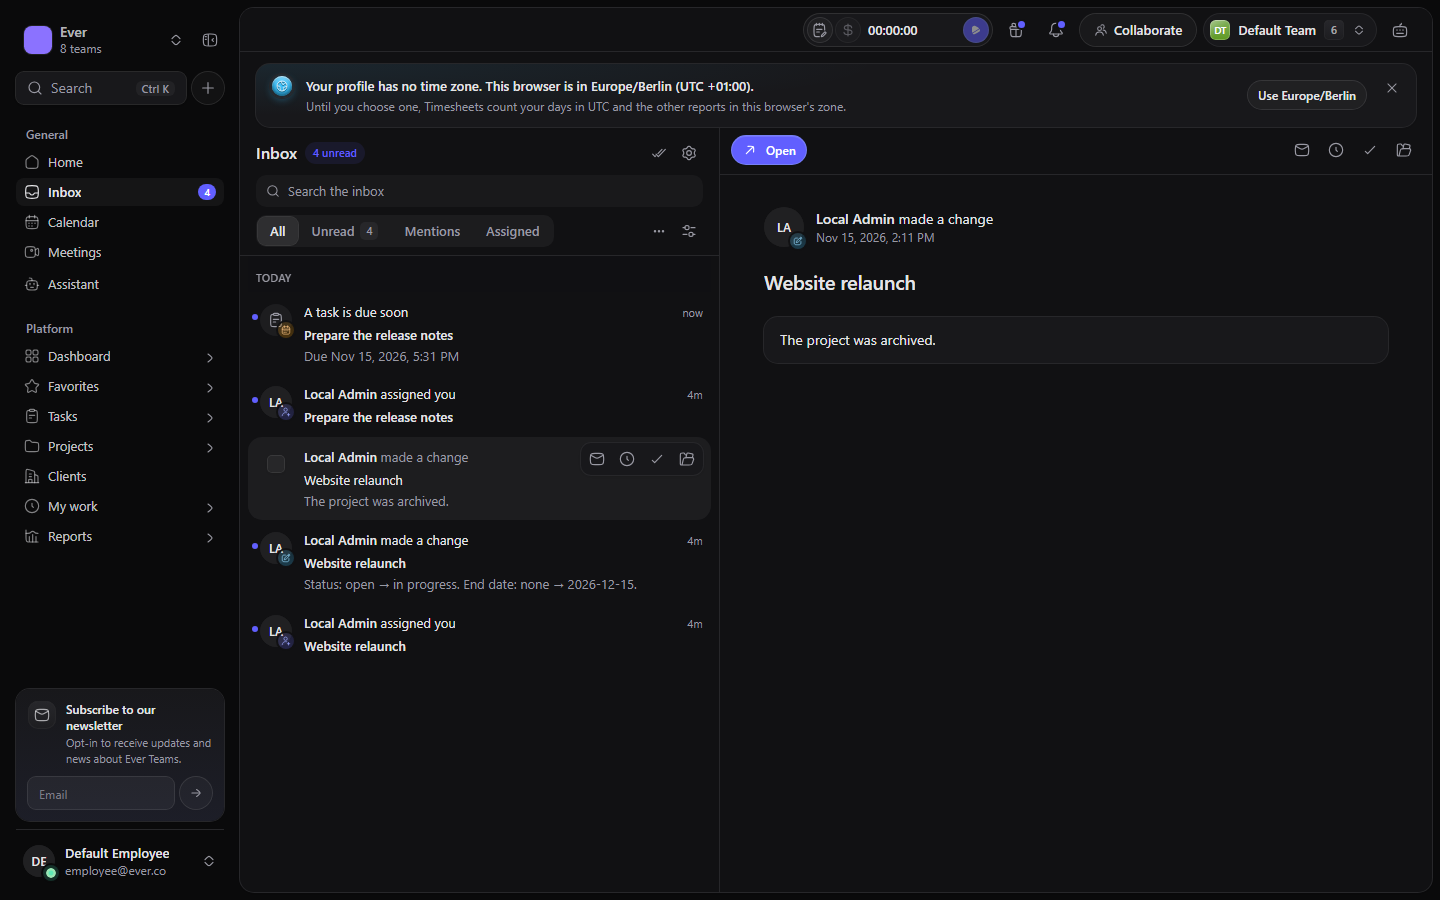 Ever
8 teams
Search
Ctrl K
General
Home
Inbox
4
Calendar
Meetings
Assistant
Platform
Dashboard
Favorites
Tasks
Projects
Clients
My work
Reports
Subscribe to our
newsletter
Opt-in to receive updates and
news about Ever Teams.
Email
DE
Default Employee
employee@ever.co
00:00:00
Collaborate
DT
Default Team
6
Your profile has no time zone. This browser is in Europe/Berlin (UTC +01:00).
Until you choose one, Timesheets count your days in UTC and the other reports in this browser's zone.
Use Europe/Berlin
Inbox
4 unread
Search the inbox
All
Unread 4
Mentions
Assigned
TODAY
A task is due soon
now
Prepare the release notes
Due Nov 15, 2026, 5:31 PM
LA
Local Admin assigned you
4m
Prepare the release notes
Local Admin made a change
Website relaunch
The project was archived.
LA
Local Admin made a change
4m
Website relaunch
Status: open → in progress. End date: none → 2026-12-15.
LA
Local Admin assigned you
4m
Website relaunch
Open
LA
Local Admin made a change
Nov 15, 2026, 2:11 PM
Website relaunch
The project was archived.